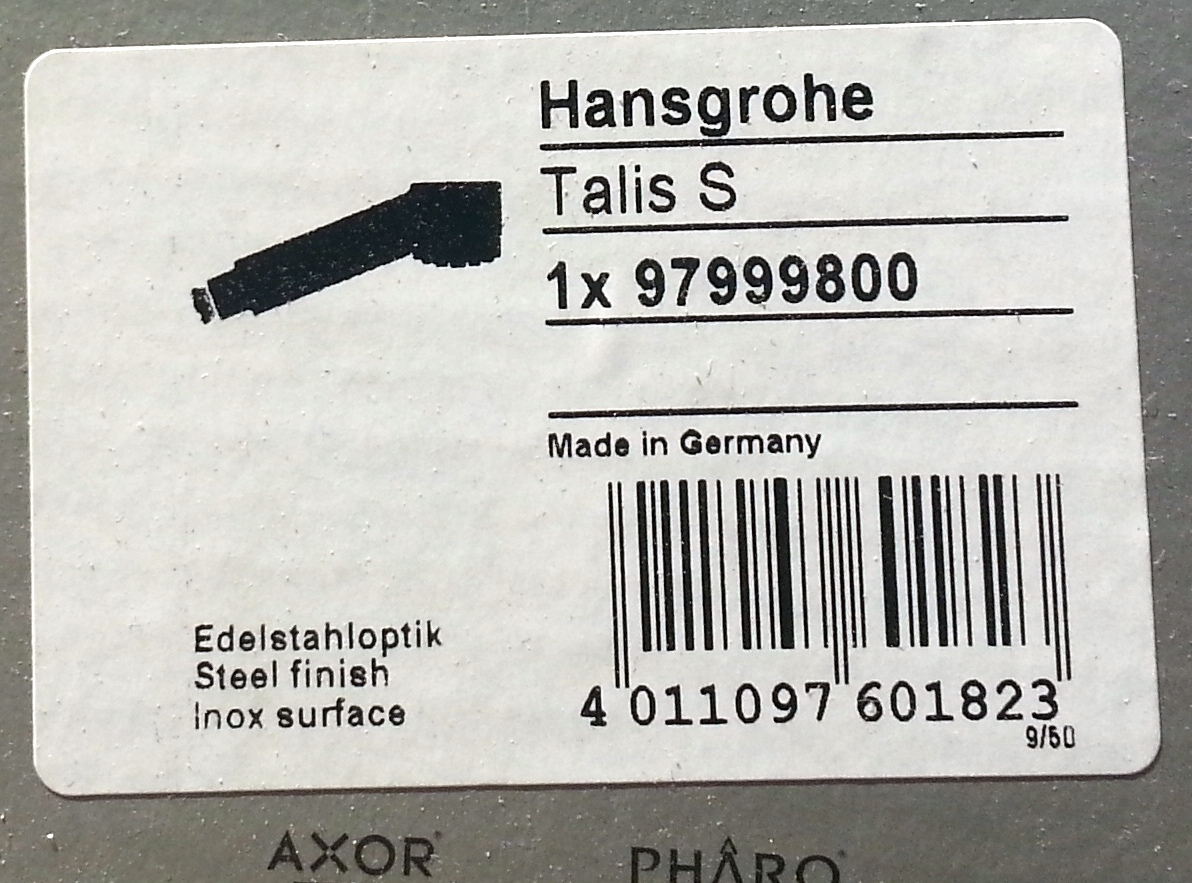 Hansgrohe
Talis S
1x 97999800
Made in Germany
Edelstahloptik
Steel finish
Inox surface
4 011097 601823
9/50
AXOR
PHÂRO